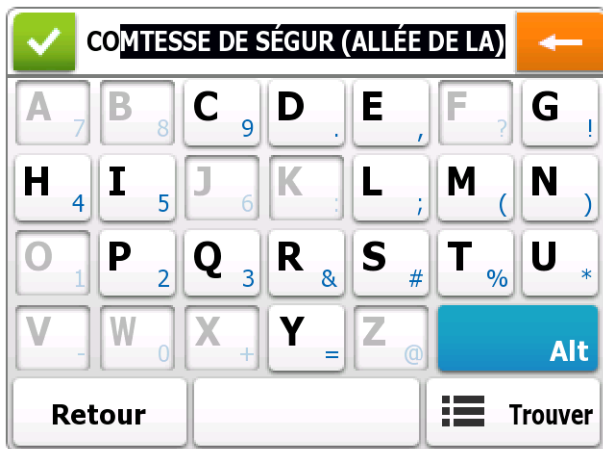 COMTESSE DE SÉGUR (ALLÉE DE LA)
A 7 B 8 C 9 D . E , F ? G !
H 4 I 5 J 6 K : L ; M ( N )
O 1 P 2 Q 3 R & S # T % U *
V - W 0 X + Y = Z @ Alt
Retour Trouver